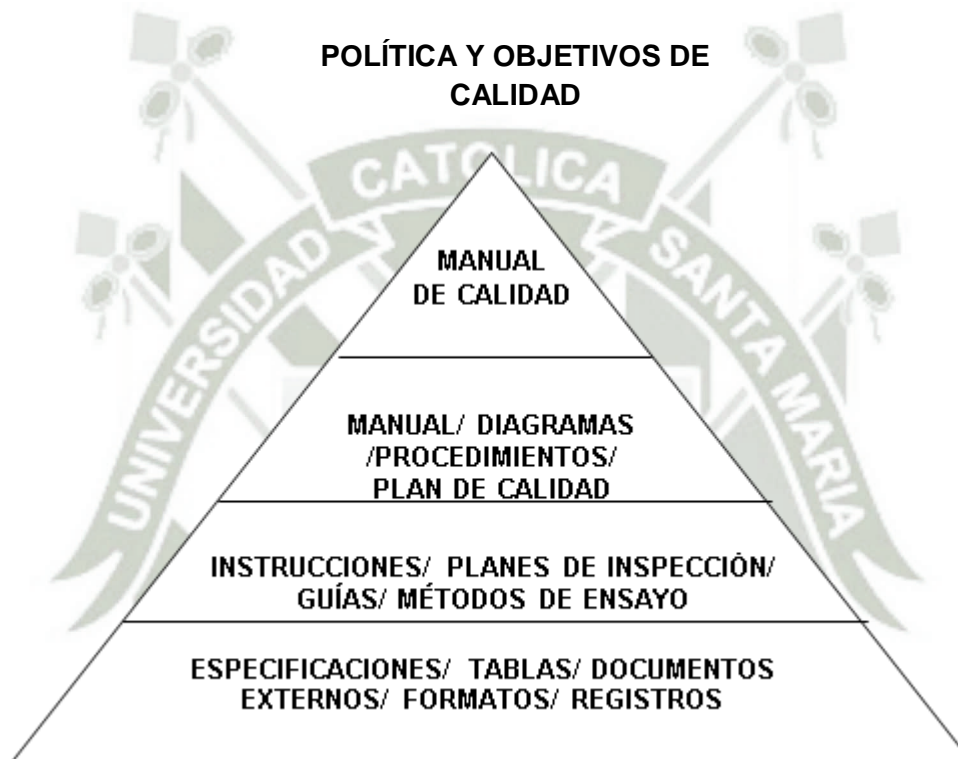 POLÍTICA Y OBJETIVOS DE
CALIDAD
UNIVERSIDAD CATOLICA SANTA MARIA
MANUAL
DE CALIDAD
MANUAL/ DIAGRAMAS
/PROCEDIMIENTOS/
PLAN DE CALIDAD
INSTRUCCIONES/ PLANES DE INSPECCIÓN/
GUÍAS/ MÉTODOS DE ENSAYO
ESPECIFICACIONES/ TABLAS/ DOCUMENTOS
EXTERNOS/ FORMATOS/ REGISTROS